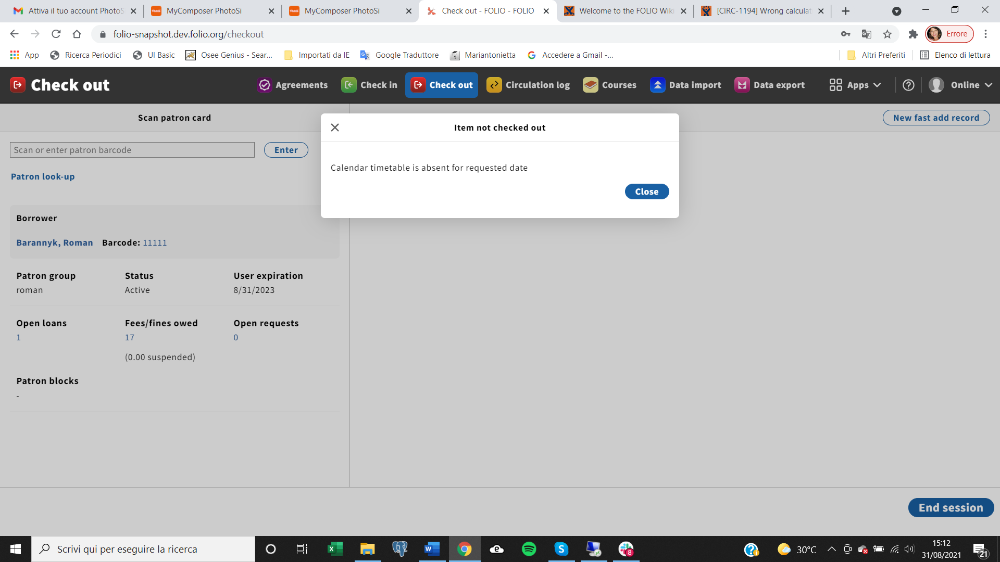 Attiva il tuo account PhotoS
MyComposer PhotoSi
MyComposer PhotoSi
Check out - FOLIO - FOLIO
Welcome to the FOLIO Wiki
[CIRC-1194] Wrong calculat
folio-snapshot.dev.folio.org/checkout
Errore
App
Ricerca Periodici
UI Basic
Osee Genius - Sear...
Importati da IE
Google Traduttore
Mariantonietta
Accedere a Gmail -...
Altri Preferiti
Elenco di lettura
Check out
Agreements
Check in
Check out
Circulation log
Courses
Data import
Data export
Apps
Online
Scan patron card
New fast add record
Item not checked out
Calendar timetable is absent for requested date
Close
Scan or enter patron barcode
Enter
Patron look-up
Borrower
Barannyk, Roman Barcode: 11111
Patron group
roman
Status
Active
User expiration
8/31/2023
Open loans
1
Fees/fines owed
17
(0.00 suspended)
Open requests
0
Patron blocks
-
End session
Scrivi qui per eseguire la ricerca
8
30°C
15:12
31/08/2021
21